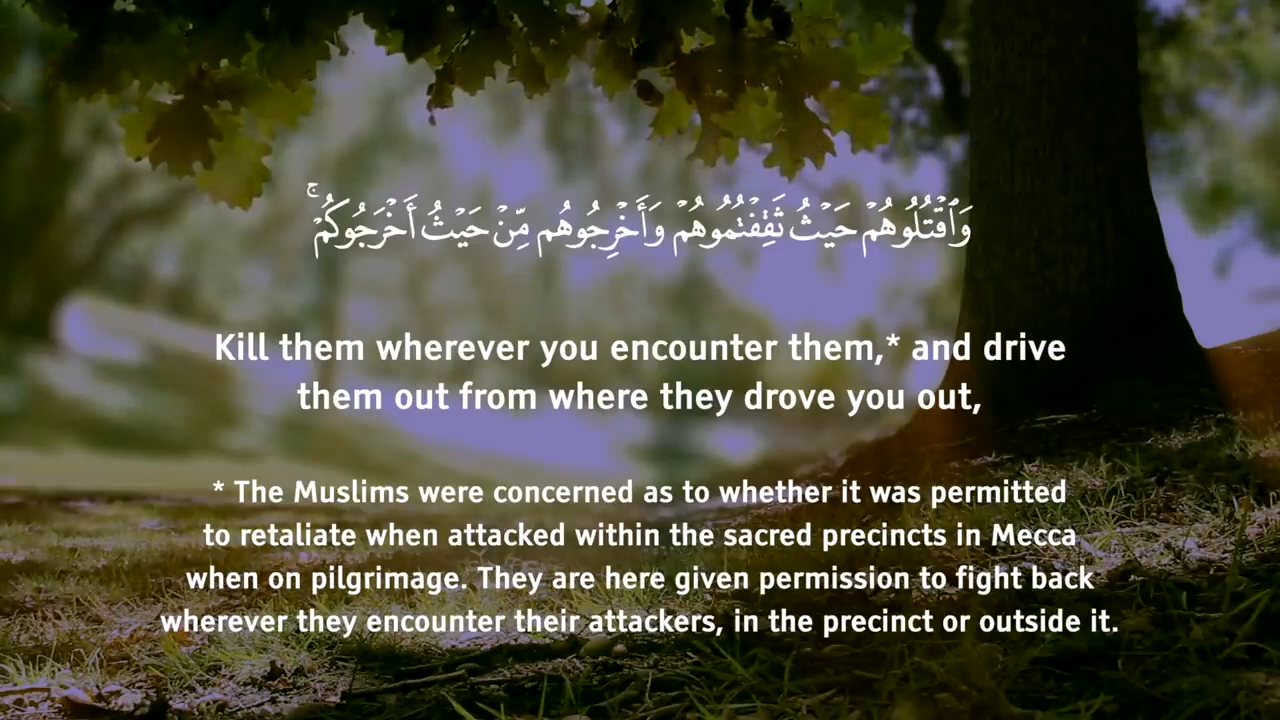 وَٱقْتُلُوهُمْ حَيْثُ ثَقِفْتُمُوهُمْ وَأَخْرِجُوهُم مِّنْ حَيْثُ أَخْرَجُوكُمْ ۚ
Kill them wherever you encounter them,* and drive
them out from where they drove you out,
* The Muslims were concerned as to whether it was permitted
to retaliate when attacked within the sacred precincts in Mecca
when on pilgrimage. They are here given permission to fight back
wherever they encounter their attackers, in the precinct or outside it.